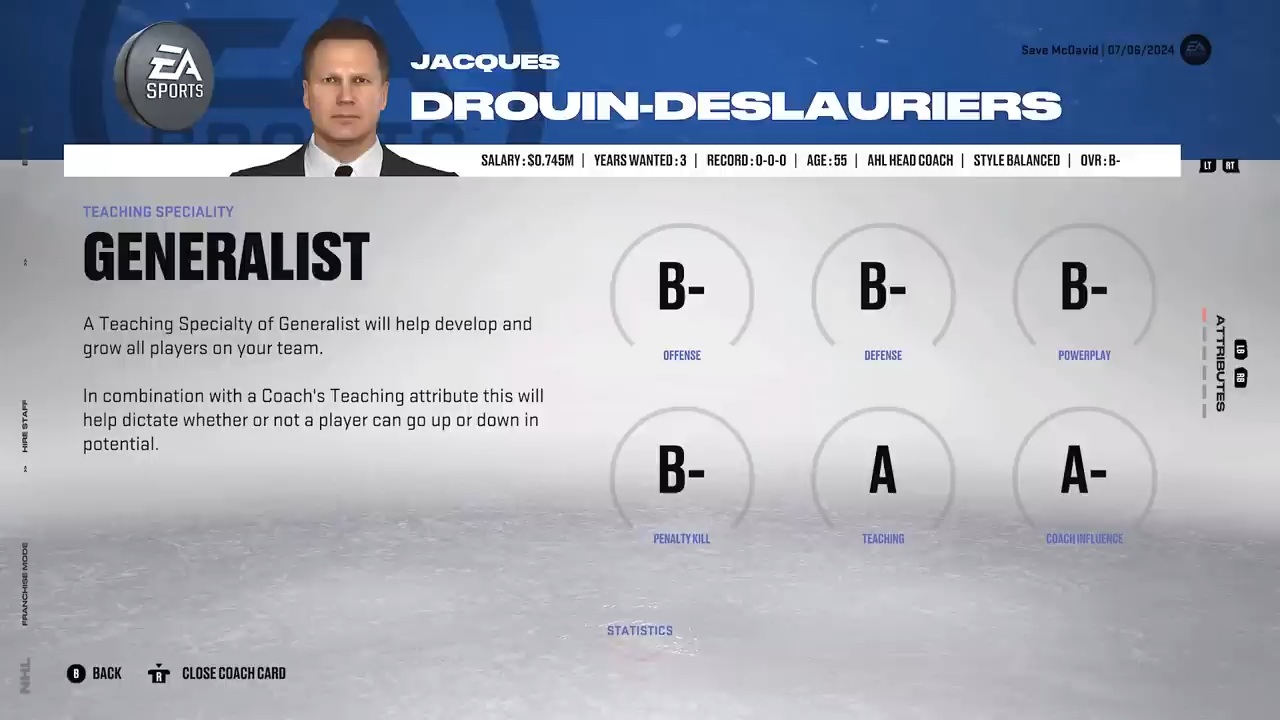 EA
SPORTS
JACQUES
DROUIN-DESLAURIERS
Save McDavid | 07/06/2024
EA
SALARY : $0.745M | YEARS WANTED : 3 | RECORD : 0-0-0 | AGE : 55 | AHL HEAD COACH | STYLE BALANCED | OVR : B-
LT RT
TEACHING SPECIALITY
GENERALIST
A Teaching Specialty of Generalist will help develop and
grow all players on your team.
In combination with a Coach's Teaching attribute this will
help dictate whether or not a player can go up or down in
potential.
B-
OFFENSE
B-
DEFENSE
B-
POWERPLAY
B-
PENALTY KILL
A
TEACHING
A-
COACH INFLUENCE
ATTRIBUTES
LB
RB
STATISTICS
HIRE STAFF
FRANCHISE MODE
NHL
B BACK
R CLOSE COACH CARD